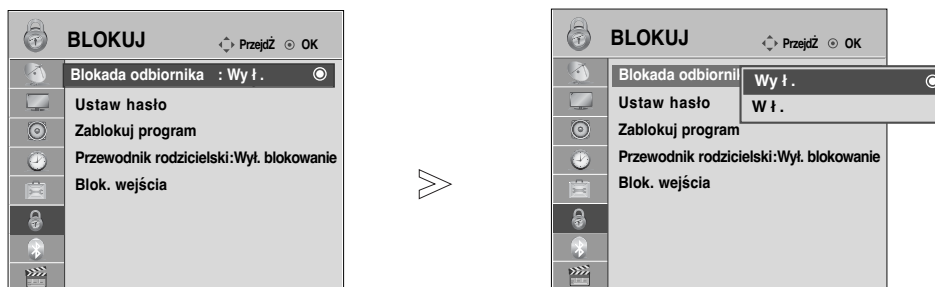 BLOKUJ PrzejdŹ OK
Blokada odbiornika : Wy ł .
Ustaw hasło
Zablokuj program
Przewodnik rodzicielski:Wył. blokowanie
Blok. wejścia
BLOKUJ PrzejdŹ OK
Blokada odbiornik
Wy ł .
W ł .
Ustaw hasło
Zablokuj program
Przewodnik rodzicielski:Wył. blokowanie
Blok. wejścia